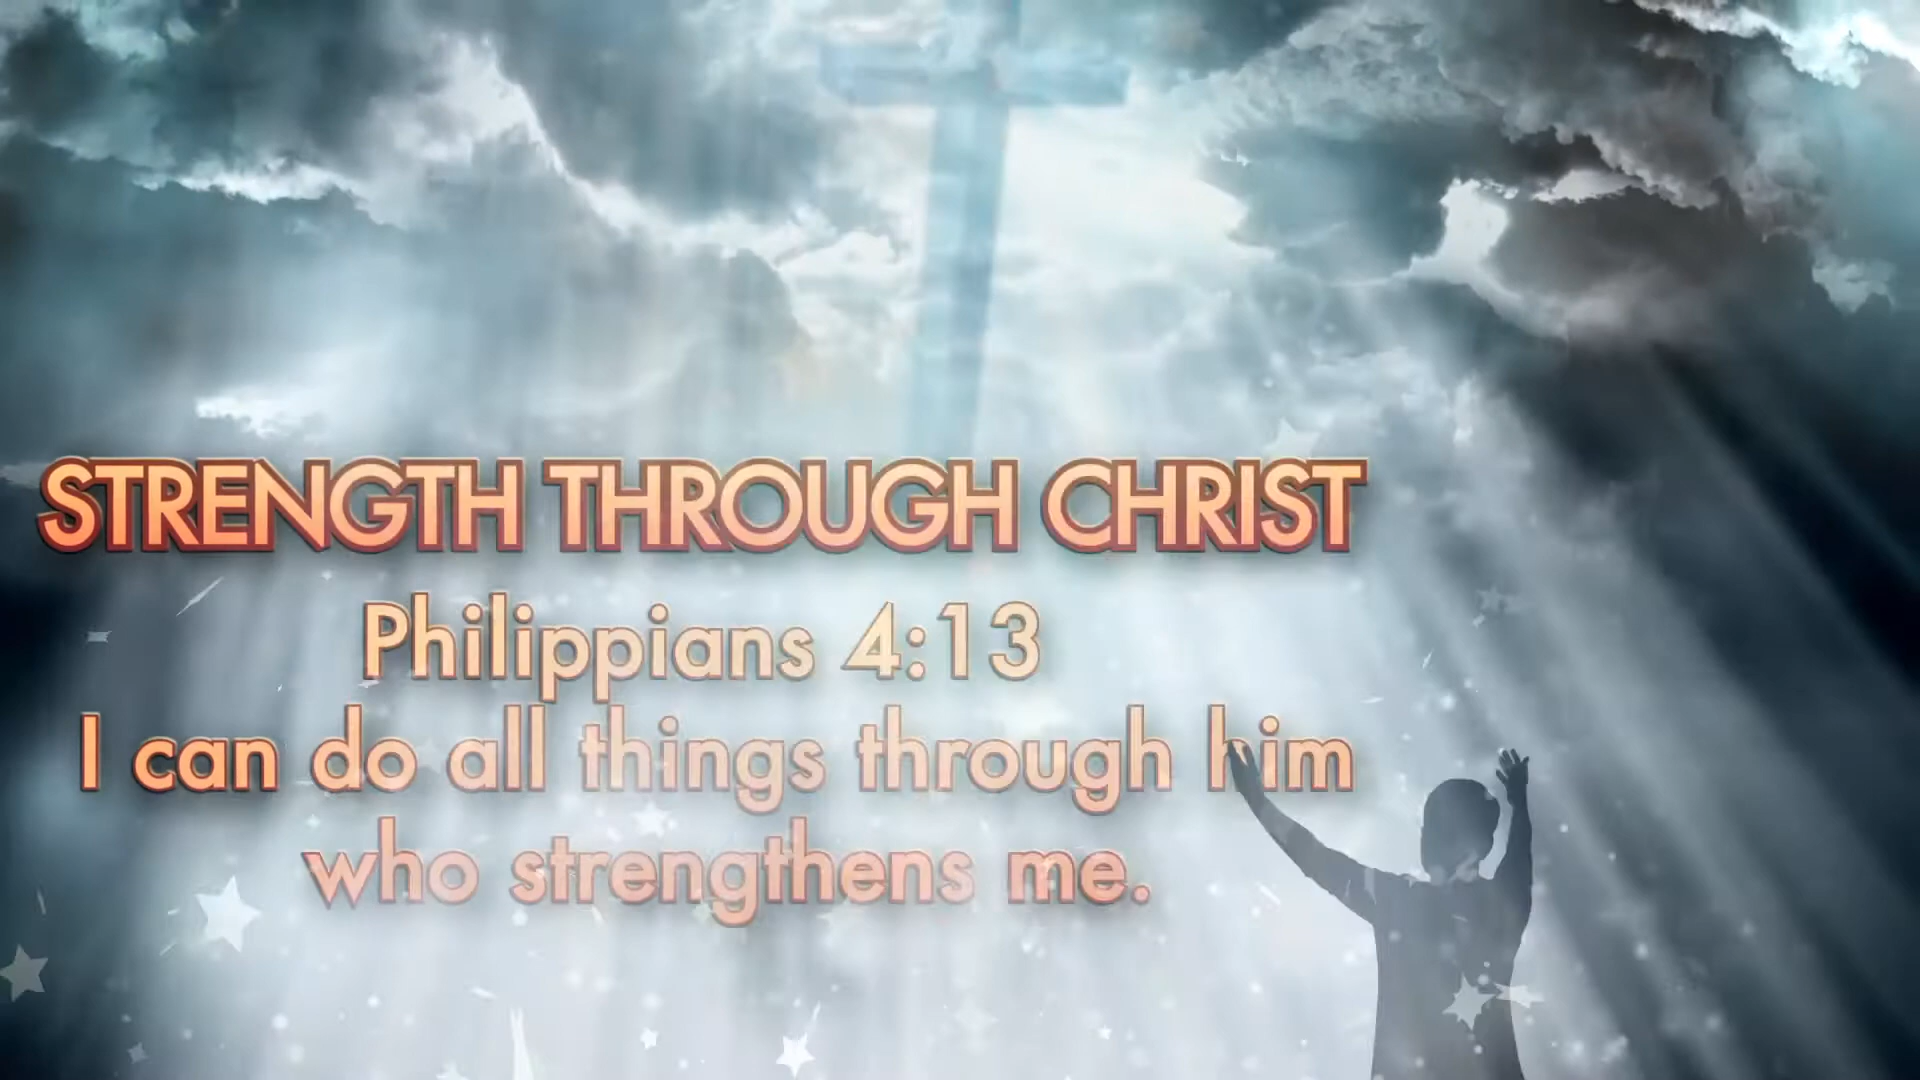 STRENGTH THROUGH CHRIST
Philippians 4:13
I can do all things through him
who strengthens me.